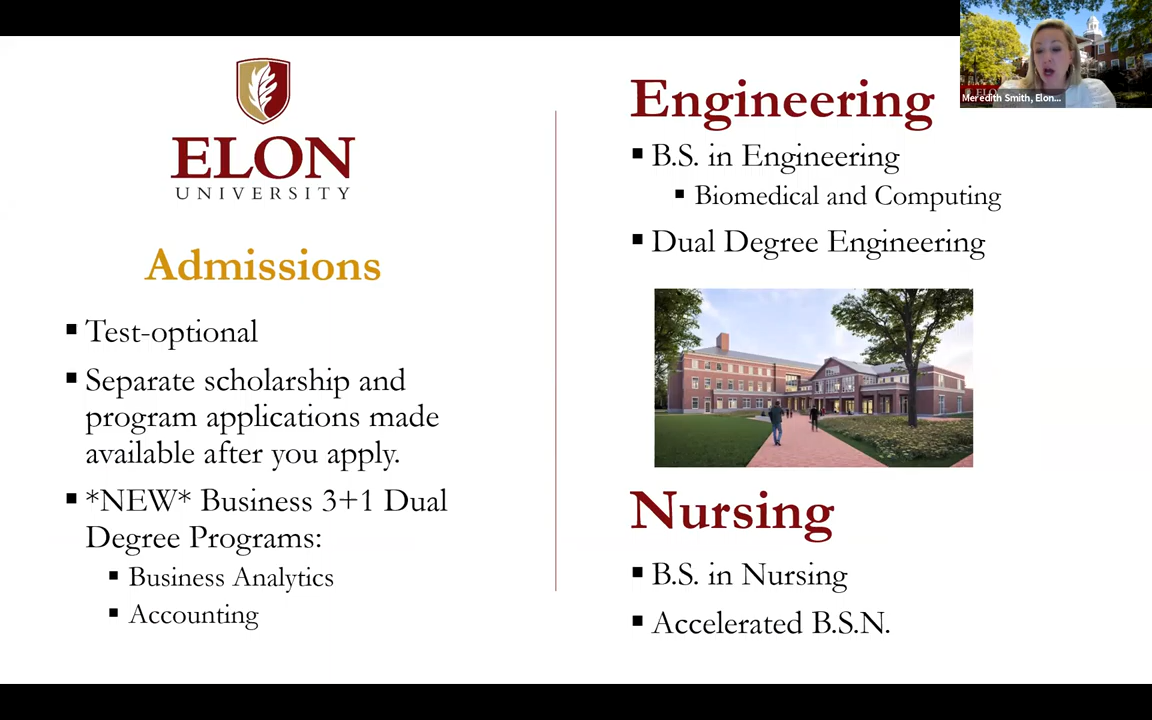 ELON
UNIVERSITY
Admissions
Test-optional
Separate scholarship and
program applications made
available after you apply.
*NEW* Business 3+1 Dual
Degree Programs:
Business Analytics
Accounting
Engineering
B.S. in Engineering
Biomedical and Computing
Dual Degree Engineering
Nursing
B.S. in Nursing
Accelerated B.S.N.
Meredith Smith, Elon...